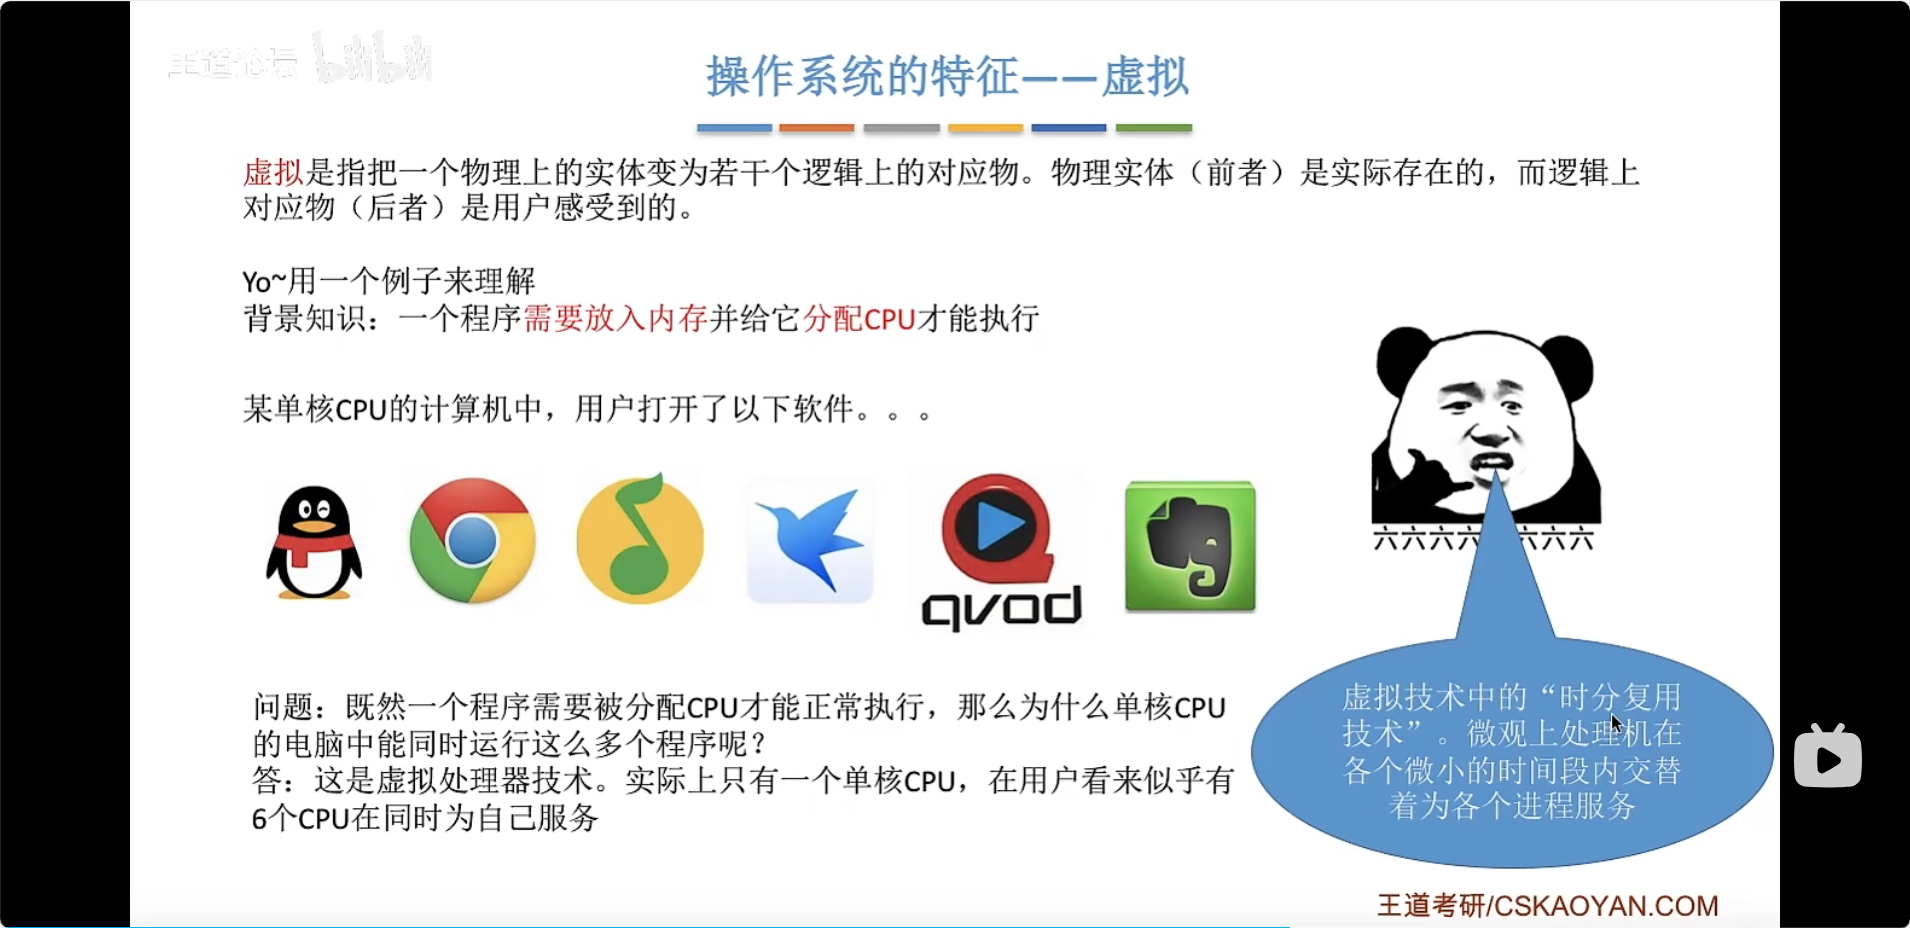 王道论坛 bilibili
操作系统的特征——虚拟
虚拟是指把一个物理上的实体变为若干个逻辑上的对应物。物理实体（前者）是实际存在的，而逻辑上
对应物（后者）是用户感受到的。
Yo~用一个例子来理解
背景知识：一个程序需要放入内存并给它分配CPU才能执行
某单核CPU的计算机中，用户打开了以下软件。。。
qvod
六六六六 六六六
问题：既然一个程序需要被分配CPU才能正常执行，那么为什么单核CPU
的电脑中能同时运行这么多个程序呢？
答：这是虚拟处理器技术。实际上只有一个单核CPU，在用户看来似乎有
6个CPU在同时为自己服务
虚拟技术中的“时分复用
技术”。微观上处理机在
各个微小的时间段内交替
着为各个进程服务
王道考研/CSKAOYAN.COM